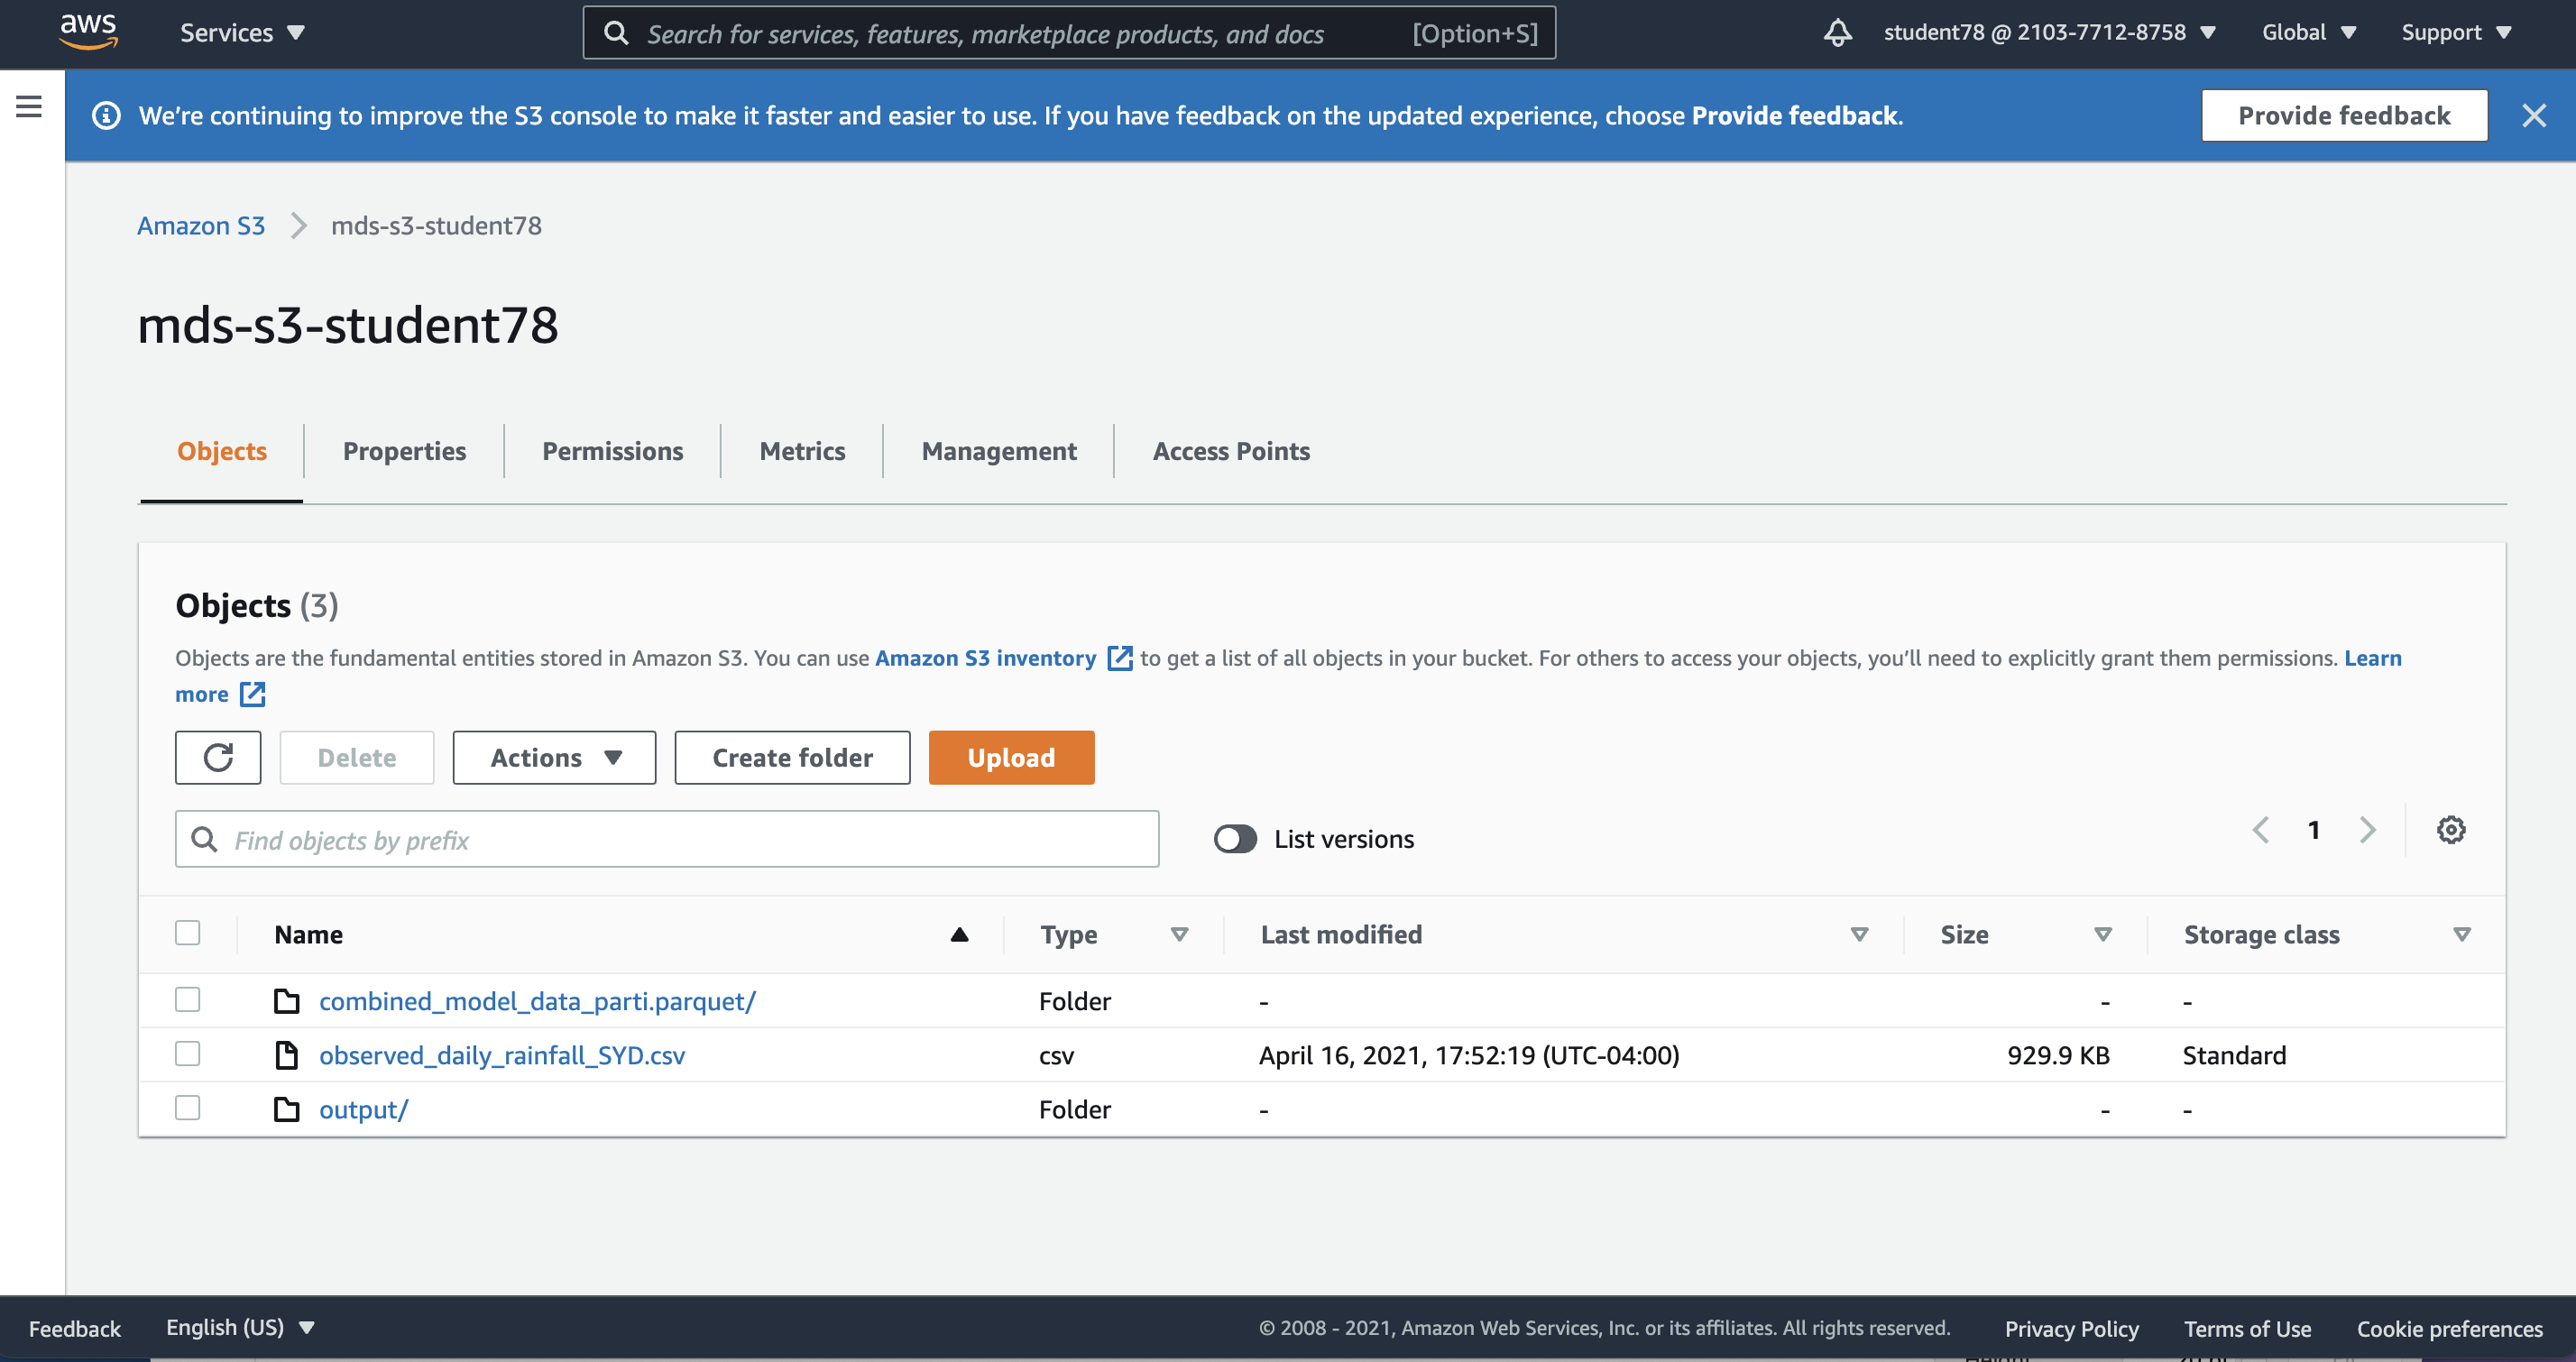 aws Services Search for services, features, marketplace products, and docs [Option+S] student78 @ 2103-7712-8758 Global Support
We're continuing to improve the S3 console to make it faster and easier to use. If you have feedback on the updated experience, choose Provide feedback. Provide feedback
Amazon S3 mds-s3-student78
mds-s3-student78
Objects Properties Permissions Metrics Management Access Points
Objects (3)
Objects are the fundamental entities stored in Amazon S3. You can use Amazon S3 inventory to get a list of all objects in your bucket. For others to access your objects, you'll need to explicitly grant them permissions. Learn
more
Delete Actions Create folder Upload
Find objects by prefix List versions 1
Name Type Last modified Size Storage class
combined_model_data_parti.parquet/ Folder - - -
observed_daily_rainfall_SYD.csv csv April 16, 2021, 17:52:19 (UTC-04:00) 929.9 KB Standard
output/ Folder - - -
Feedback English (US) © 2008 - 2021, Amazon Web Services, Inc. or its affiliates. All rights reserved. Privacy Policy Terms of Use Cookie preferences